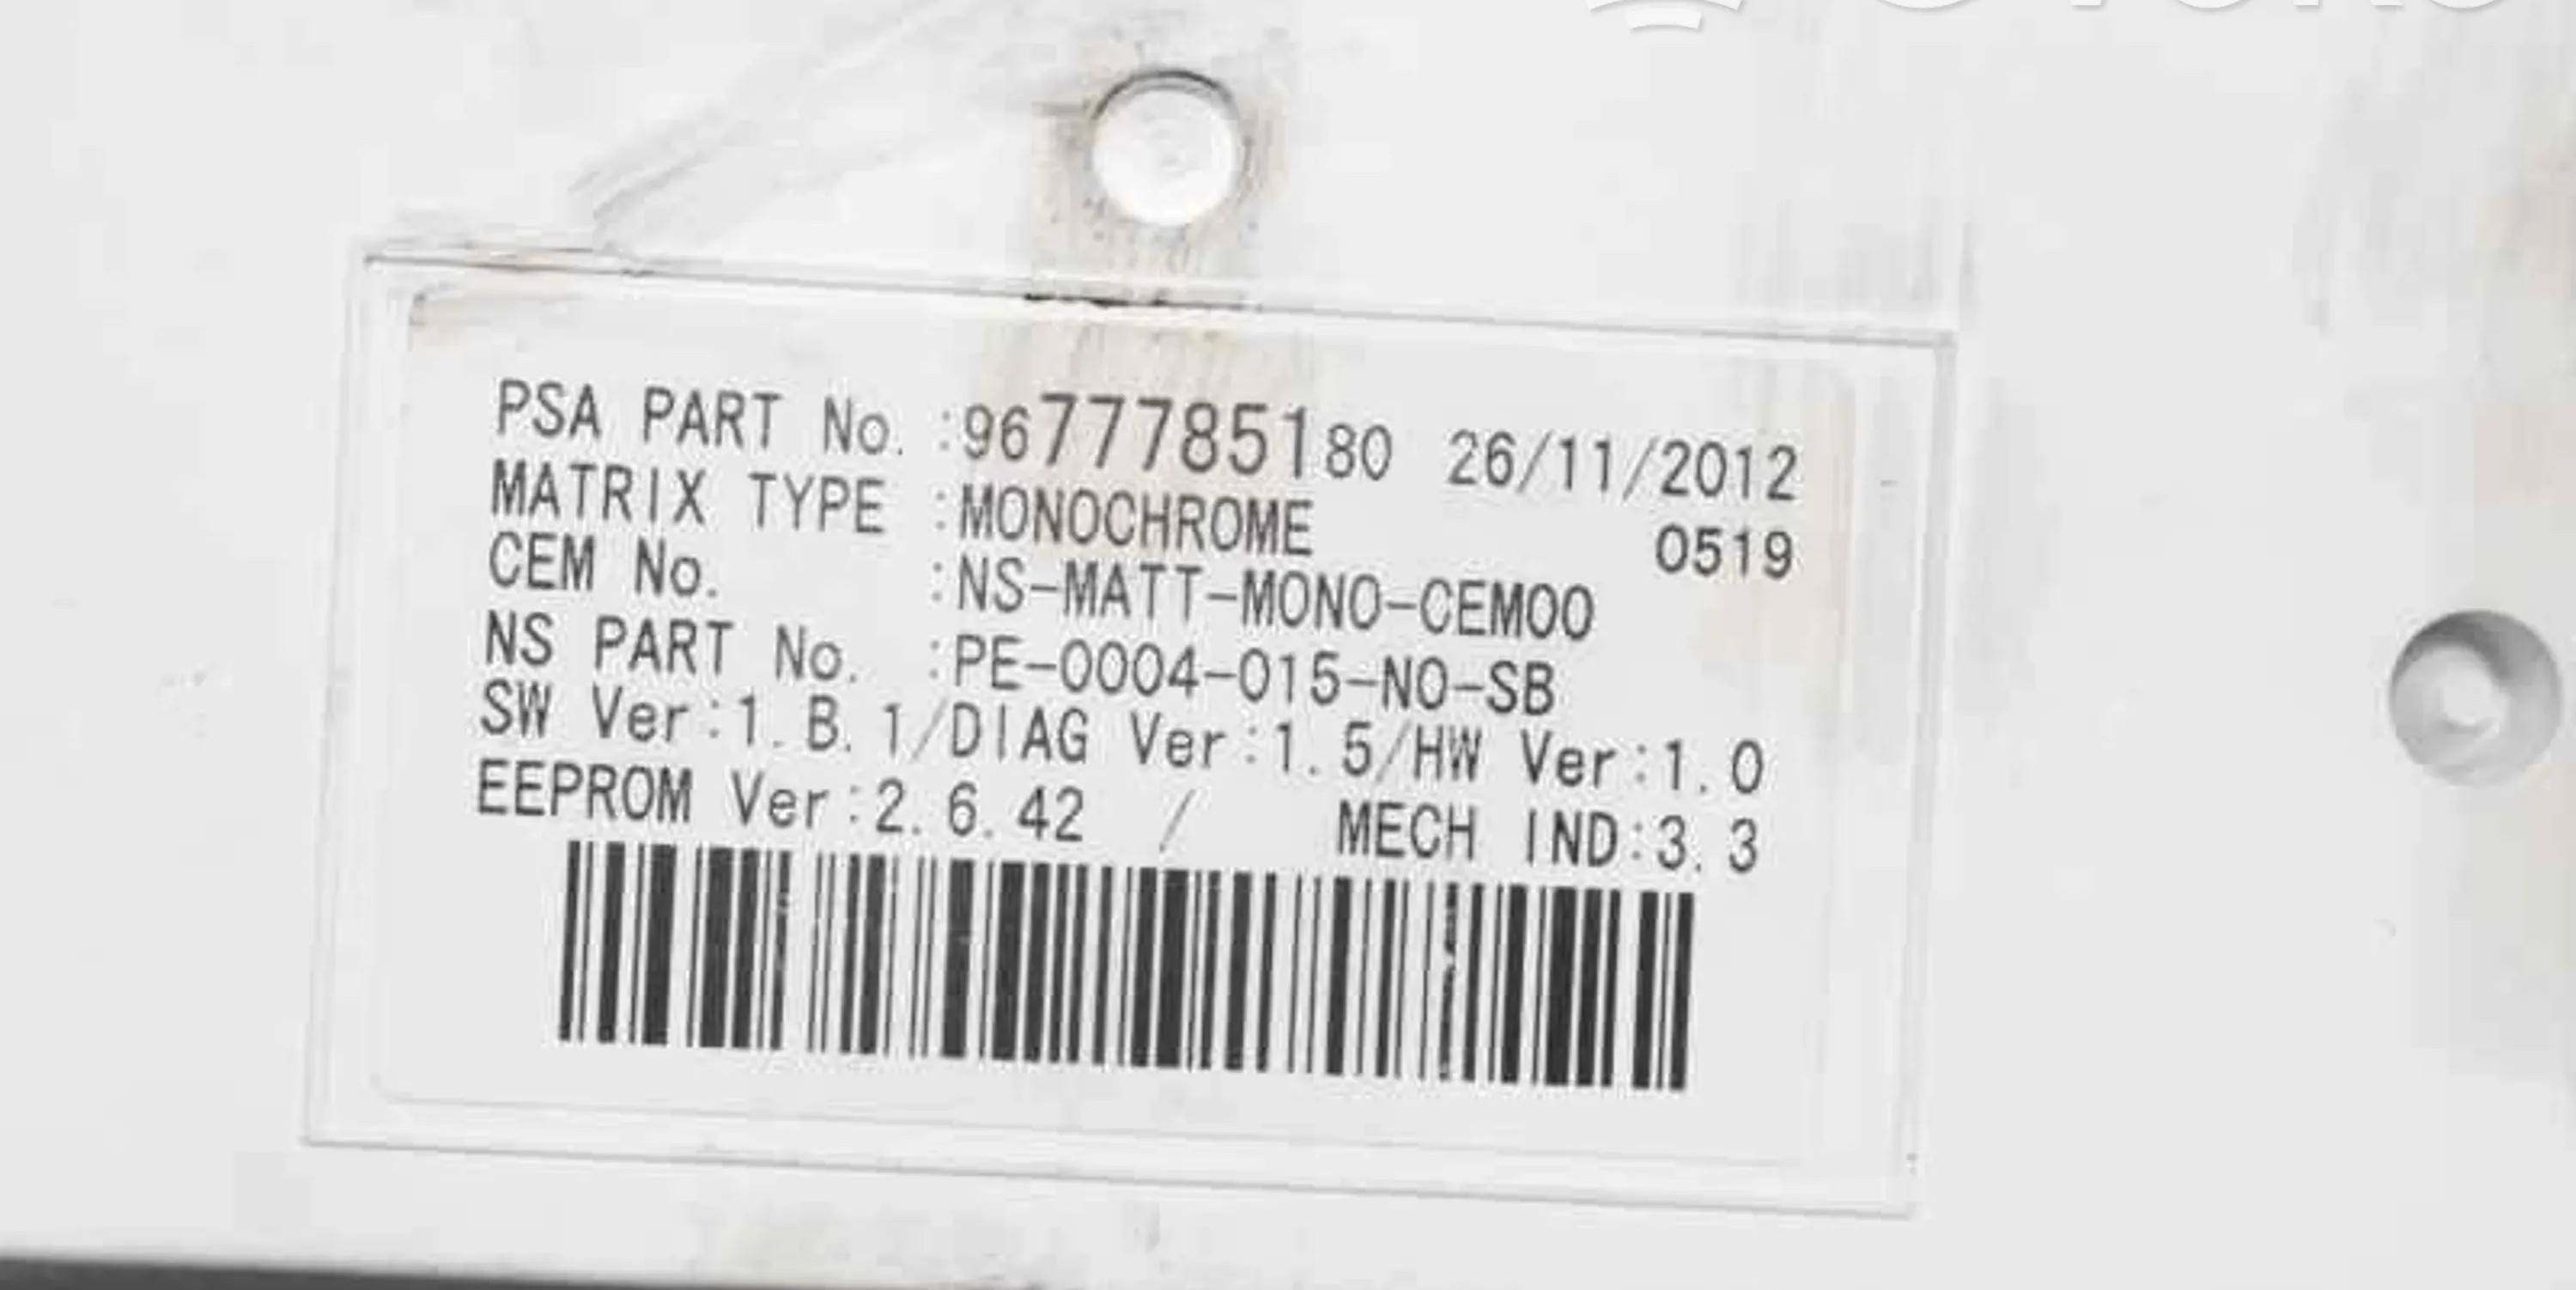 PSA PART No. :9677785180 26/11/2012
MATRIX TYPE :MONOCHROME 0519
CEM No. :NS-MATT-MONO-CEM00
NS PART No. :PE-0004-015-NO-SB
SW Ver:1.B.1/DIAG Ver:1.5/HW Ver:1.0
EEPROM Ver:2.6.42 / MECH IND:3.3